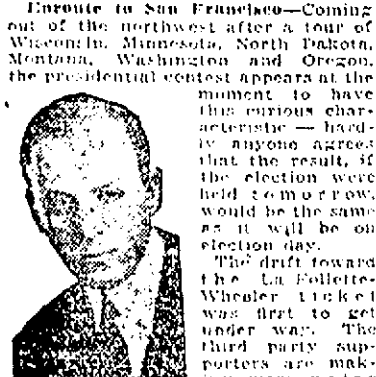 Enroute to San Francisco—Coming
out of the northwest after a tour of
Wisconsin, Minnesota, North Dakota,
Montana, Washington and Oregon,
the presidential contest appears at the
moment to have
this curious char-
acteristic — hard-
ly anyone agrees
that the result, if
the election were
held tomorrow,
would be the same
as it will be on
election day.
The drift toward
the La Follette-
Wheeler ticket
was first to get
under way. The
third party sup-
porters are mak-